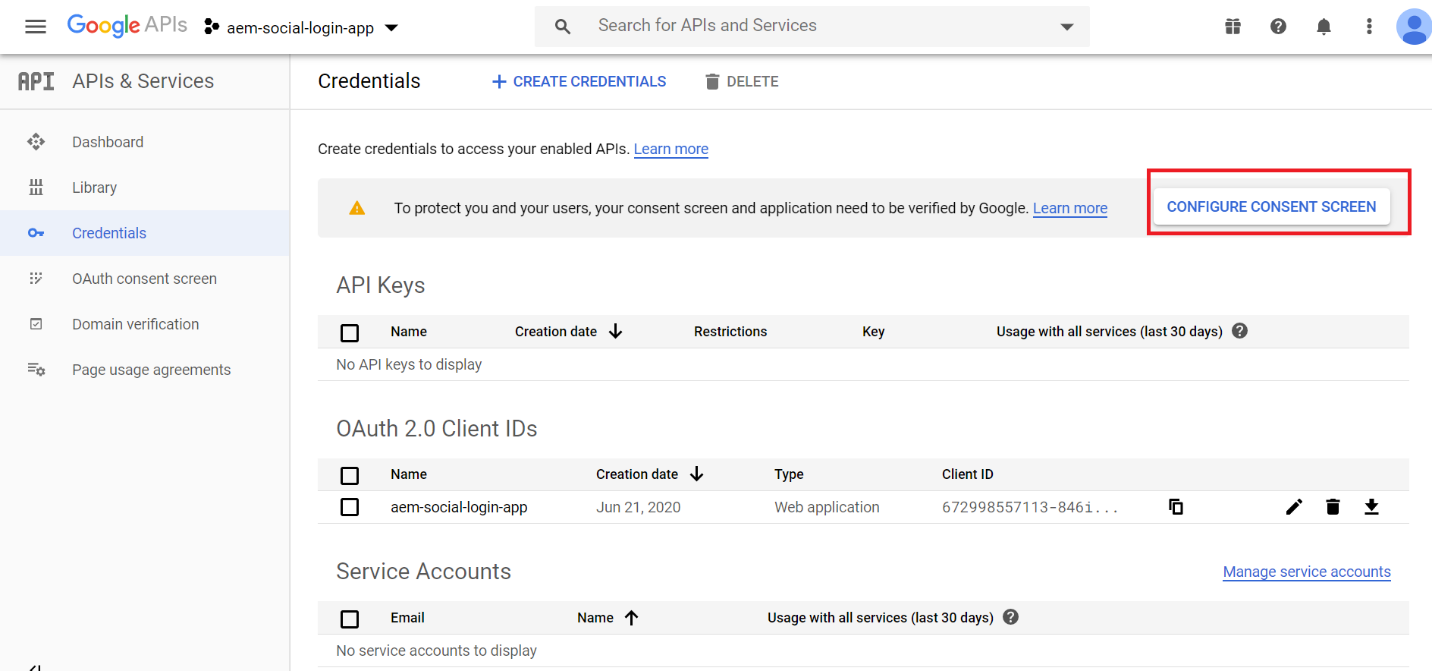 Google APIs
aem-social-login-app
Search for APIs and Services
API APIs & Services
Credentials
CREATE CREDENTIALS
DELETE
Dashboard
Library
Credentials
OAuth consent screen
Domain verification
Page usage agreements
Create credentials to access your enabled APIs. Learn more
To protect you and your users, your consent screen and application need to be verified by Google. Learn more
CONFIGURE CONSENT SCREEN
API Keys
Name Creation date Restrictions Key Usage with all services (last 30 days)
No API keys to display
OAuth 2.0 Client IDs
Name Creation date Type Client ID
aem-social-login-app Jun 21, 2020 Web application 672998557113-846i...
Service Accounts
Manage service accounts
Email Name Usage with all services (last 30 days)
No service accounts to display